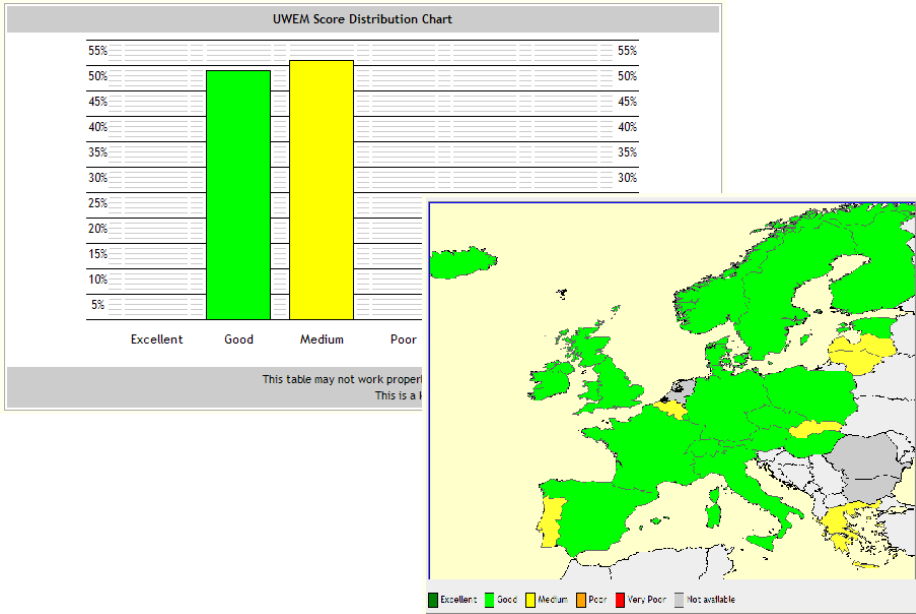 UWEM Score Distribution Chart
55% 55%
50% 50%
45% 45%
40% 40%
35% 35%
30% 30%
25%
20%
15%
10%
5%
Excellent Good Medium Poor
This table may not work
This is a
Excellent Good Medium Poor Very Poor Not available